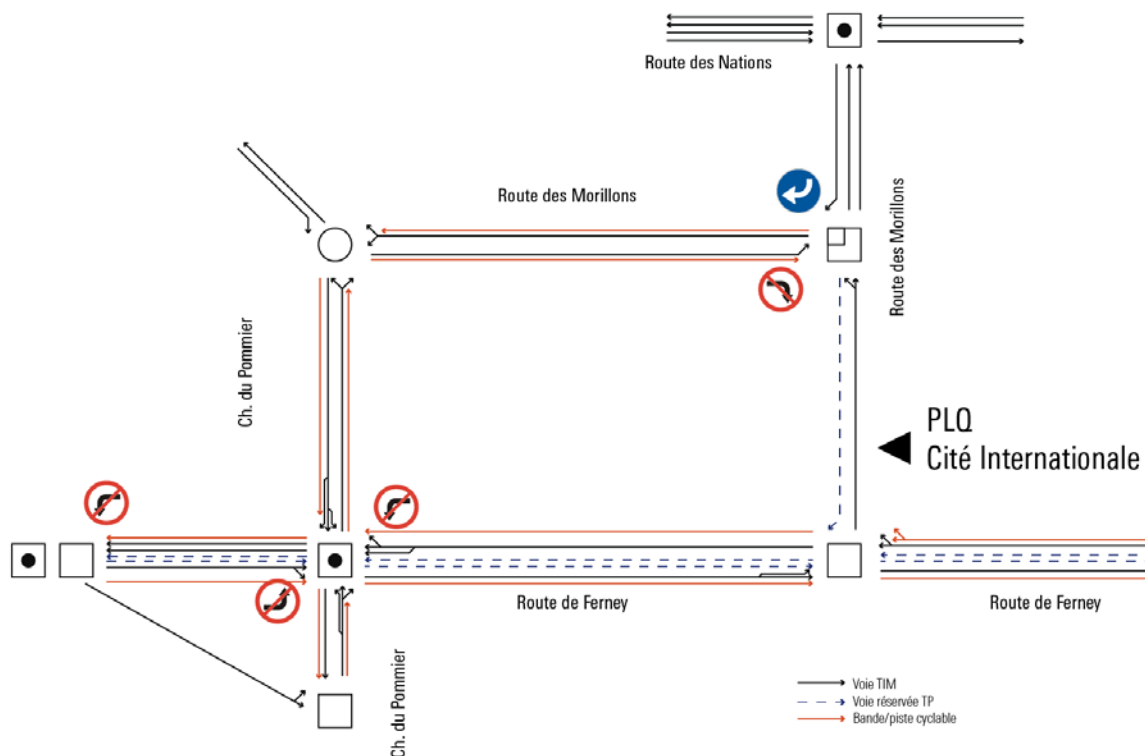 Route des Nations
Route des Morillons
Route des Morillons
Ch. du Pommier
PLQ
Cité Internationale
Route de Ferney
Route de Ferney
Ch. du Pommier
Voie TIM
Voie réservée TP
Bande/piste cyclable